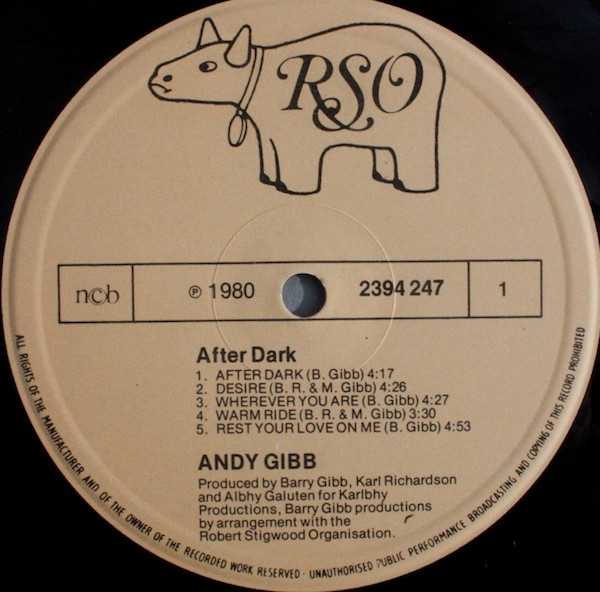 RSO
n©b
℗ 1980
2394 247
1
After Dark
1. AFTER DARK (B. Gibb) 4:17
2. DESIRE (B. R. & M. Gibb) 4:26
3. WHEREVER YOU ARE (B. Gibb) 4:27
4. WARM RIDE (B. R. & M. Gibb) 3:30
5. REST YOUR LOVE ON ME (B. Gibb) 4:53
ANDY GIBB
Produced by Barry Gibb, Karl Richardson
and Albhy Galuten for Karlbhy
Productions, Barry Gibb productions
by arrangement with the
Robert Stigwood Organisation.
ALL RIGHTS OF THE MANUFACTURER AND OF THE OWNER OF THE RECORDED WORK RESERVED · UNAUTHORISED PUBLIC PERFORMANCE BROADCASTING AND COPYING OF THIS RECORD PROHIBITED